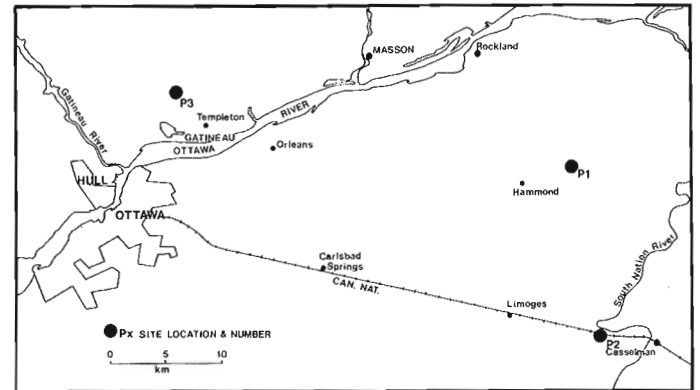 MASSON
Rockland
Gatineau River
P3
Templeton
RIVER
GATINEAU
OTTAWA
Orleans
P1
HULL
Hammond
OTTAWA
South Nation River
Carlsbad
Springs
CAN. NAT.
Limoges
Px SITE LOCATION & NUMBER
P2
Casselman
0 5 10
km